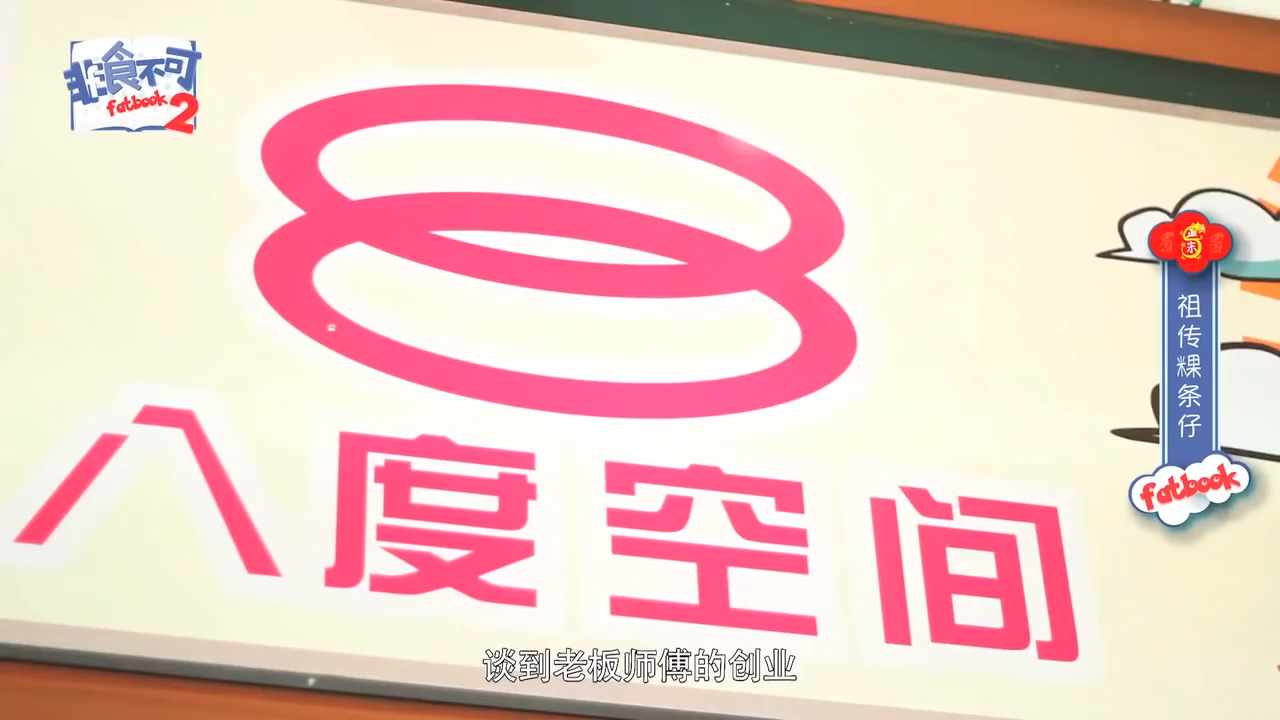 非食不可
fatbook
2
八度空间
祖传粿条仔
fatbook
谈到老板师傅的创业